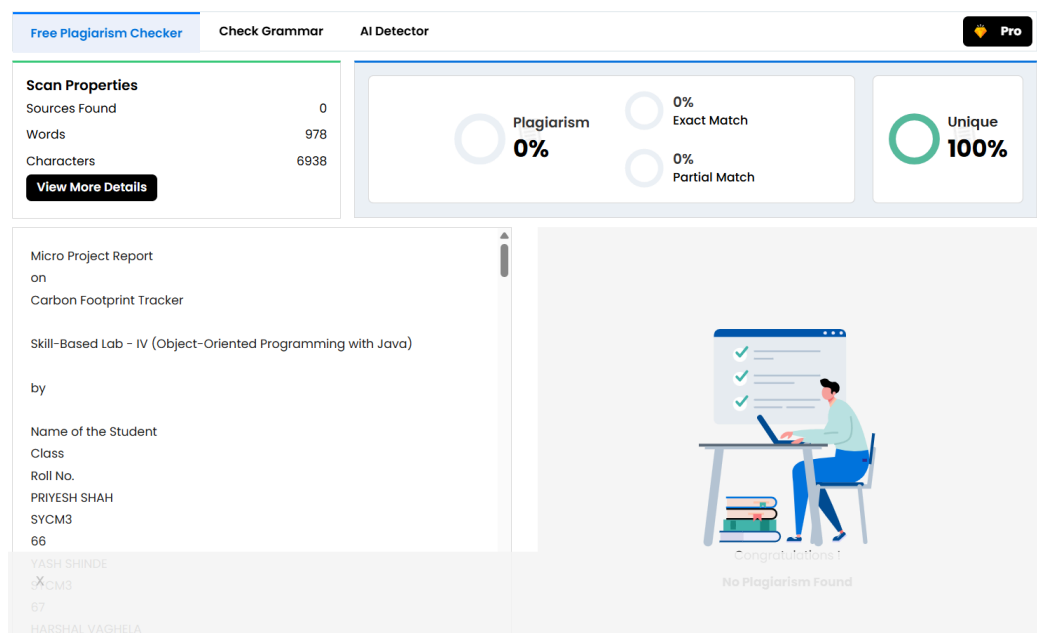 Free Plagiarism Checker
Check Grammar
AI Detector
Pro
Scan Properties
Sources Found 0
Words 978
Characters 6938
View More Details
Plagiarism
0%
0%
Exact Match
0%
Partial Match
Unique
100%
Micro Project Report
on
Carbon Footprint Tracker
Skill-Based Lab - IV (Object-Oriented Programming with Java)
by
Name of the Student
Class
Roll No.
PRIYESH SHAH
SYCM3
66
YASH SHINDE
X
SYCM3
67
HARSHAL VAGHELA
Congratulations !
No Plagiarism Found